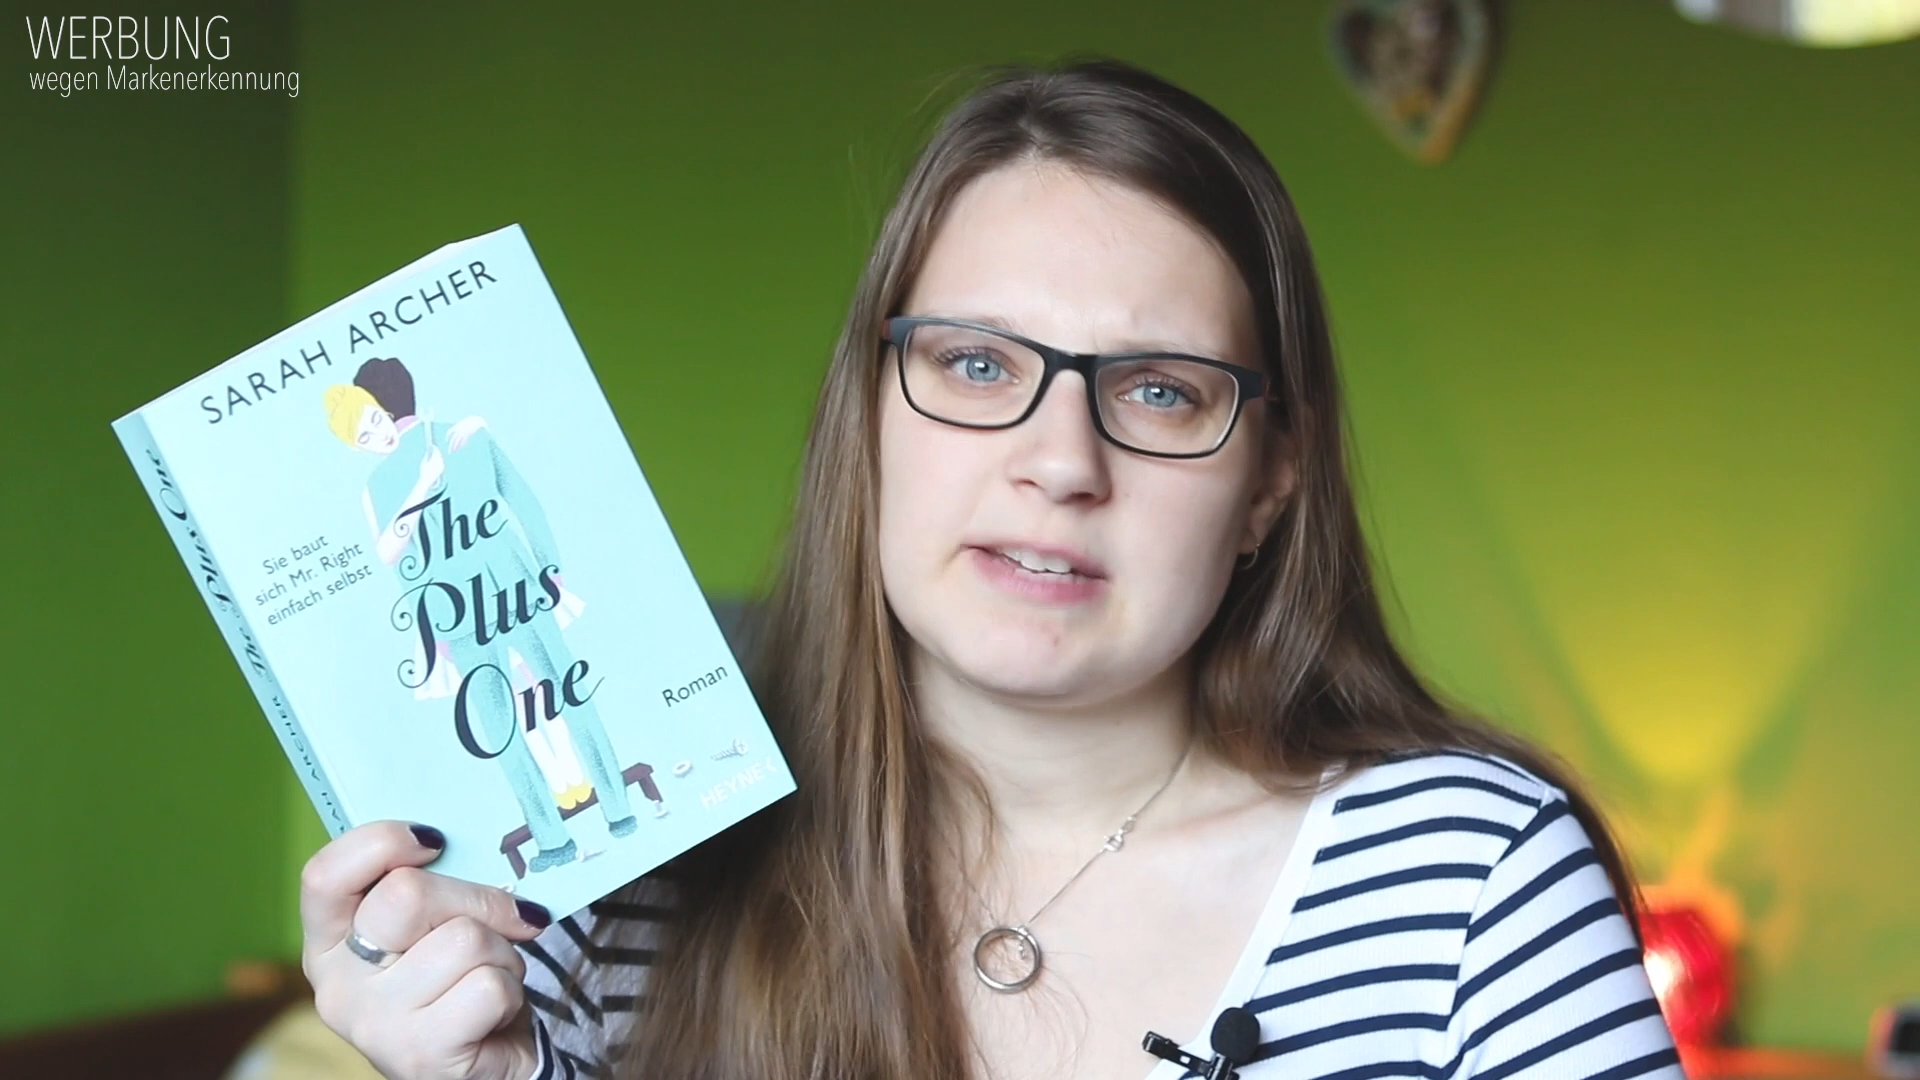 WERBUNG
wegen Markenerkennung
SARAH ARCHER
Sie baut
sich Mr. Right
einfach selbst
The
Plus
One
Roman
HEYNE<
The Plus One
SARAH ARCHER